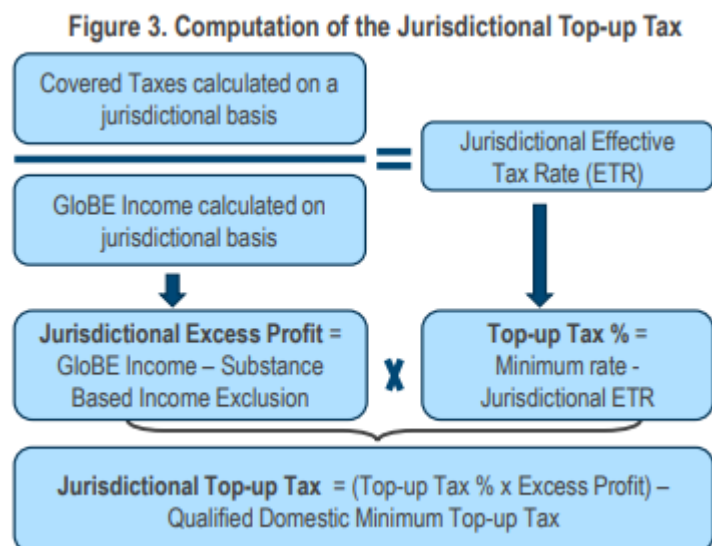 Figure 3. Computation of the Jurisdictional Top-up Tax
Covered Taxes calculated on a
jurisdictional basis
=
Jurisdictional Effective
Tax Rate (ETR)
GloBE Income calculated on
jurisdictional basis
Jurisdictional Excess Profit =
GloBE Income – Substance
Based Income Exclusion
x
Top-up Tax % =
Minimum rate -
Jurisdictional ETR
Jurisdictional Top-up Tax = (Top-up Tax % x Excess Profit) –
Qualified Domestic Minimum Top-up Tax